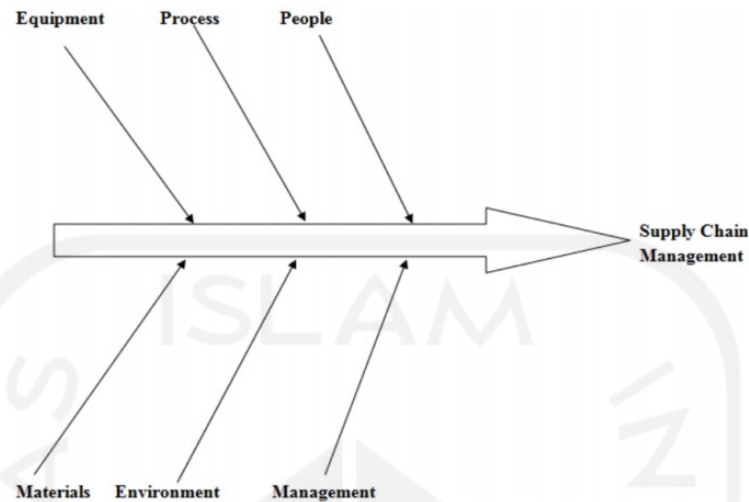 Equipment
Process
People
Supply Chain
Management
ISLAM
Materials
Environment
Management